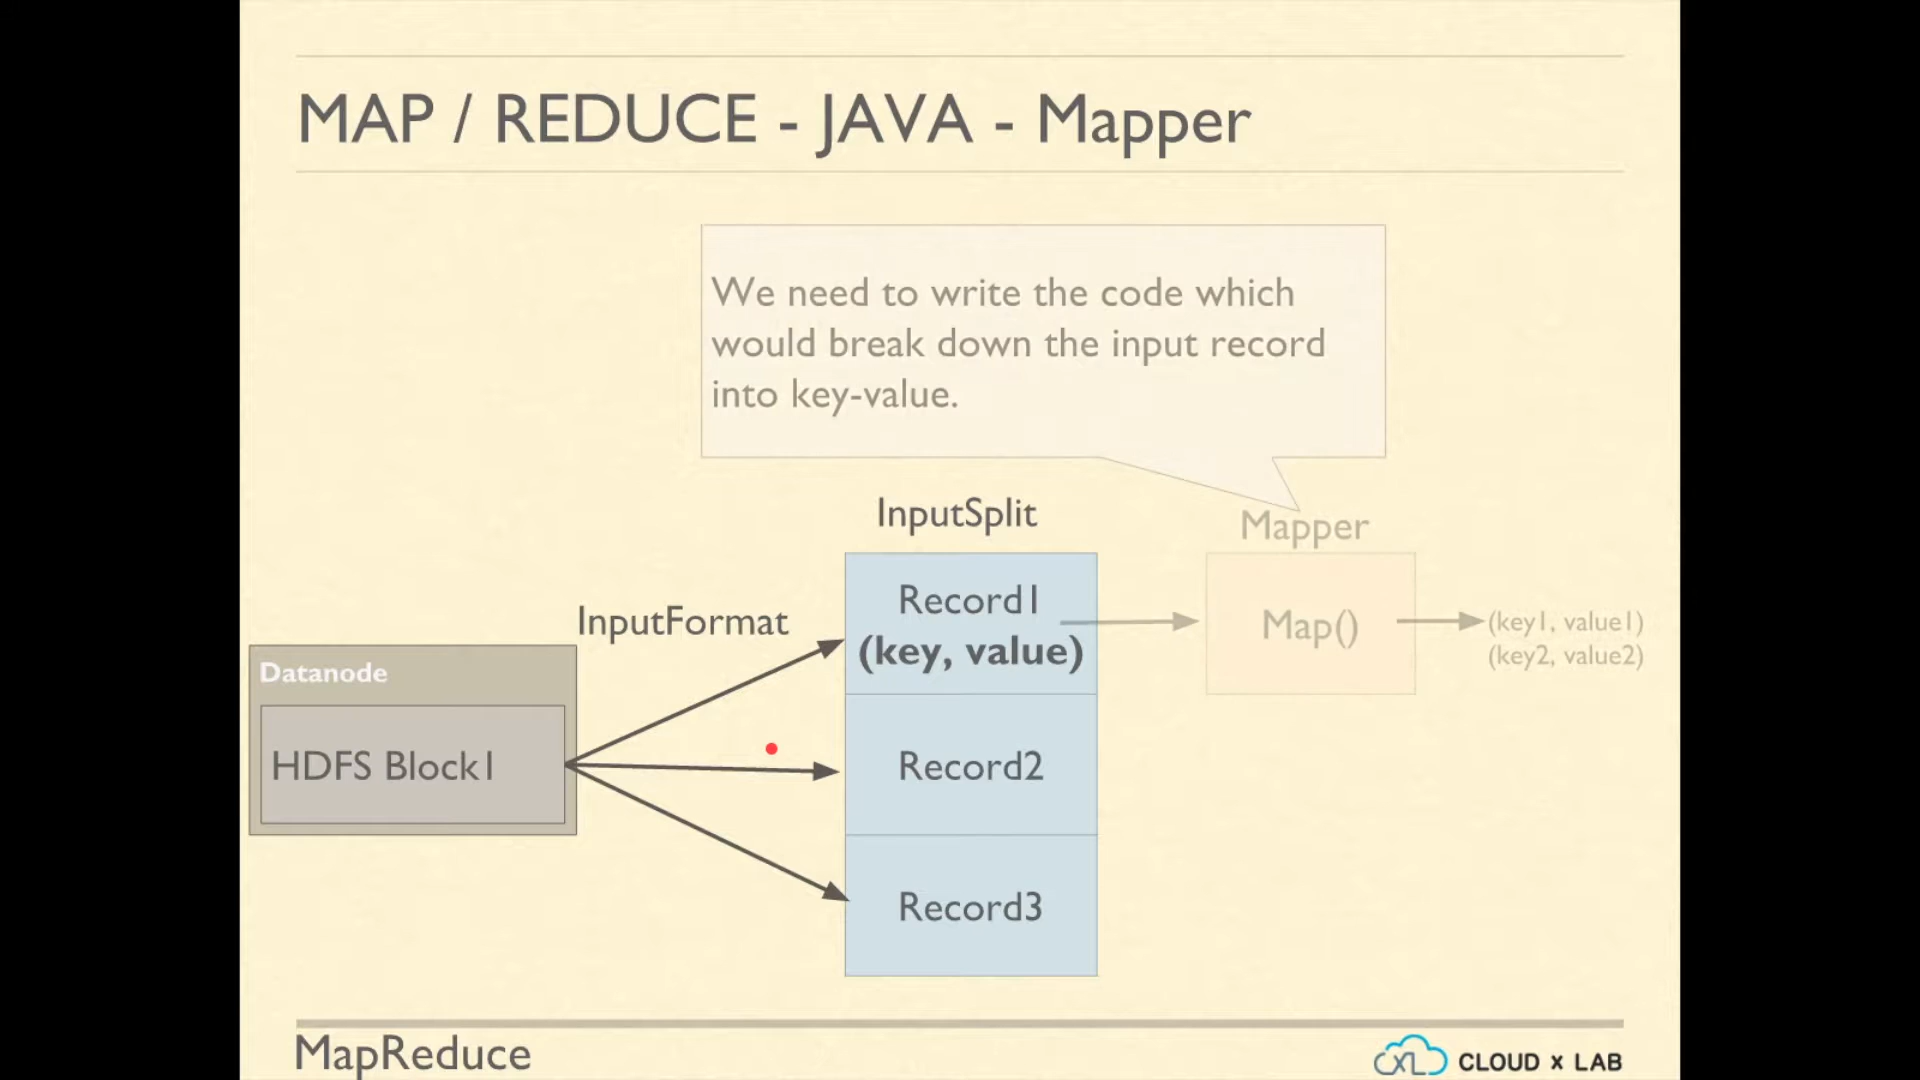 MAP / REDUCE - JAVA - Mapper
We need to write the code which
would break down the input record
into key-value.
InputSplit
Mapper
InputFormat
Record1
(key, value)
Map()
(key1, value1)
(key2, value2)
Datanode
HDFS Block1
Record2
Record3
MapReduce
XL CLOUD x LAB